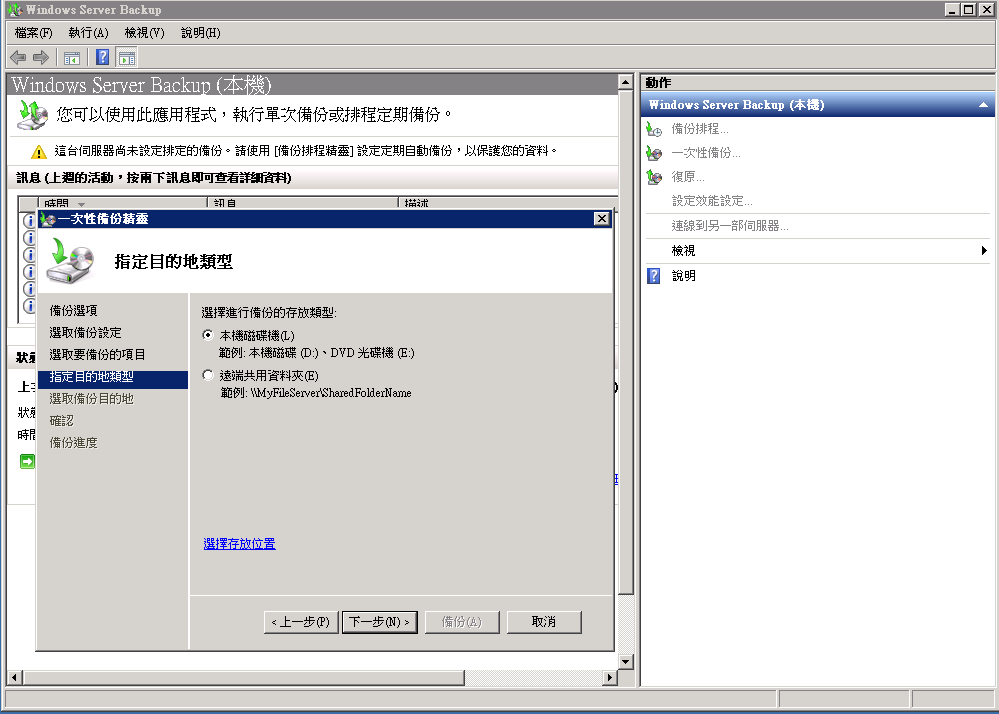 Windows Server Backup
檔案(F) 執行(A) 檢視(V) 說明(H)
Windows Server Backup (本機)
您可以使用此應用程式，執行單次備份或排程定期備份。
這台伺服器尚未設定排定的備份。請使用 [備份排程精靈] 設定定期自動備份，以保護您的資料。
訊息 (上週的活動，按兩下訊息即可查看詳細資料)
時間 訊息 描述
一次性備份精靈
指定目的地類型
備份選項
選取備份設定
選取要備份的項目
指定目的地類型
選取備份目的地
確認
備份進度
選擇進行備份的存放類型:
本機磁碟機(L)
範例: 本機磁碟 (D:)、DVD 光碟機 (E:)
遠端共用資料夾(E)
範例: \\MyFileServer\SharedFolderName
選擇存放位置
< 上一步(P) 下一步(N) > 備份(A) 取消
狀態
時間
動作
Windows Server Backup (本機)
備份排程...
一次性備份...
復原...
設定效能設定...
連線到另一部伺服器...
檢視
說明